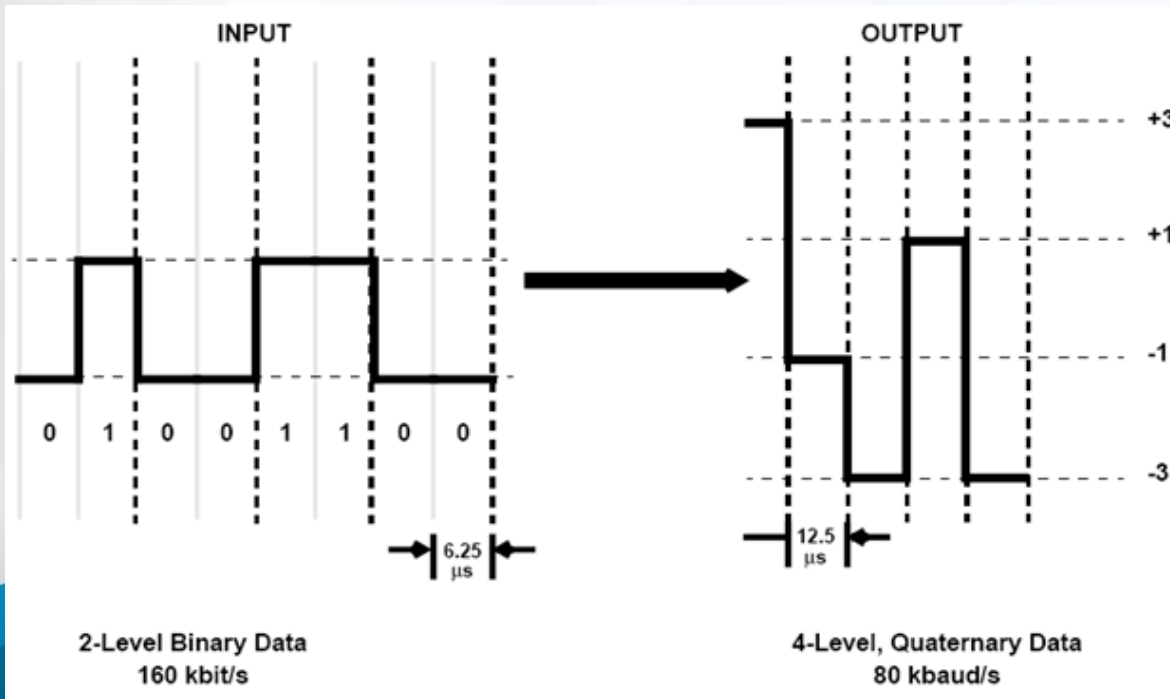 INPUT
0 1 0 0 1 1 0 0
6.25
μs
2-Level Binary Data
160 kbit/s
OUTPUT
+3
+1
-1
-3
12.5
μs
4-Level, Quaternary Data
80 kbaud/s